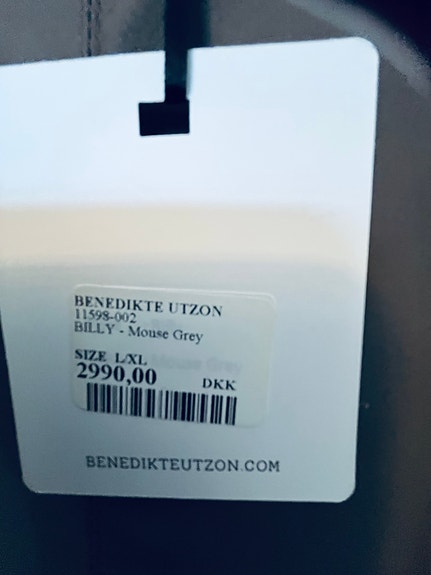 BENEDIKTE UTZON
11598-002
BILLY - Mouse Grey
SIZE L/XL
2990,00 DKK
BENEDIKTEUTZON.COM